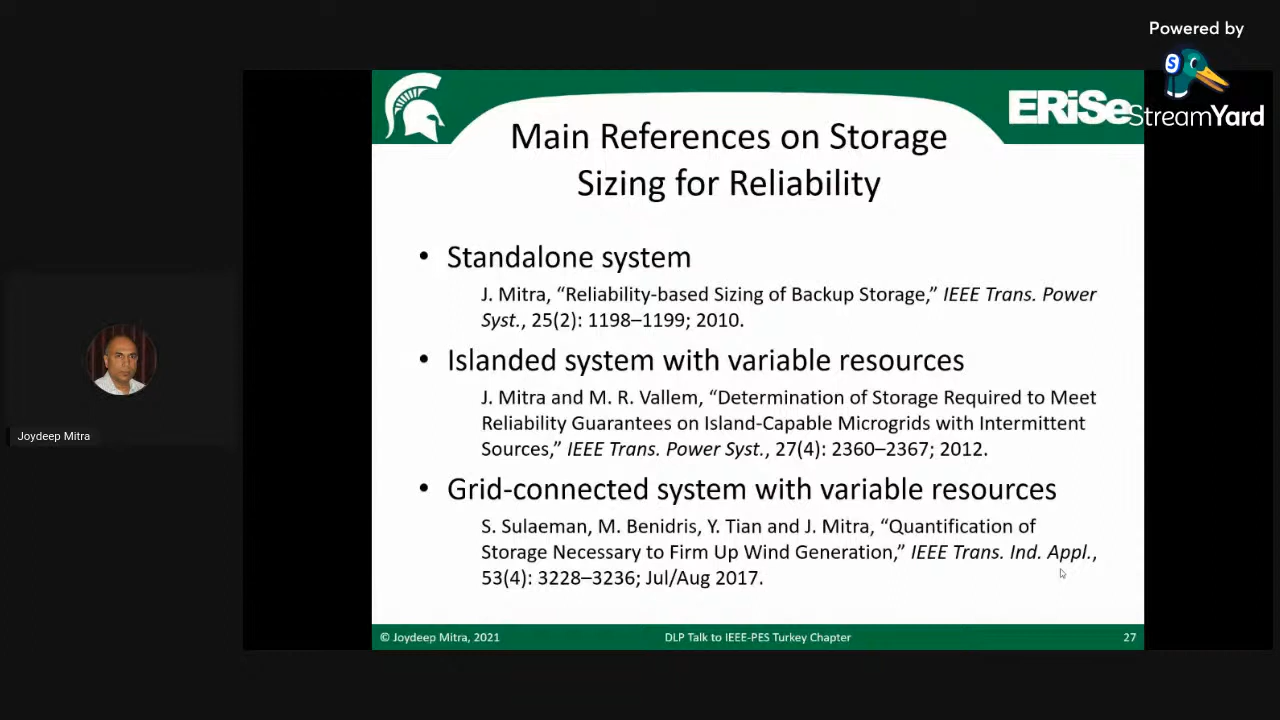 Powered by
S
ERiSe
StreamYard
Main References on Storage
Sizing for Reliability
• Standalone system
J. Mitra, “Reliability-based Sizing of Backup Storage,” IEEE Trans. Power
Syst., 25(2): 1198–1199; 2010.
• Islanded system with variable resources
J. Mitra and M. R. Vallem, “Determination of Storage Required to Meet
Reliability Guarantees on Island-Capable Microgrids with Intermittent
Sources,” IEEE Trans. Power Syst., 27(4): 2360–2367; 2012.
• Grid-connected system with variable resources
S. Sulaeman, M. Benidris, Y. Tian and J. Mitra, “Quantification of
Storage Necessary to Firm Up Wind Generation,” IEEE Trans. Ind. Appl.,
53(4): 3228–3236; Jul/Aug 2017.
Joydeep Mitra
© Joydeep Mitra, 2021
DLP Talk to IEEE-PES Turkey Chapter
27